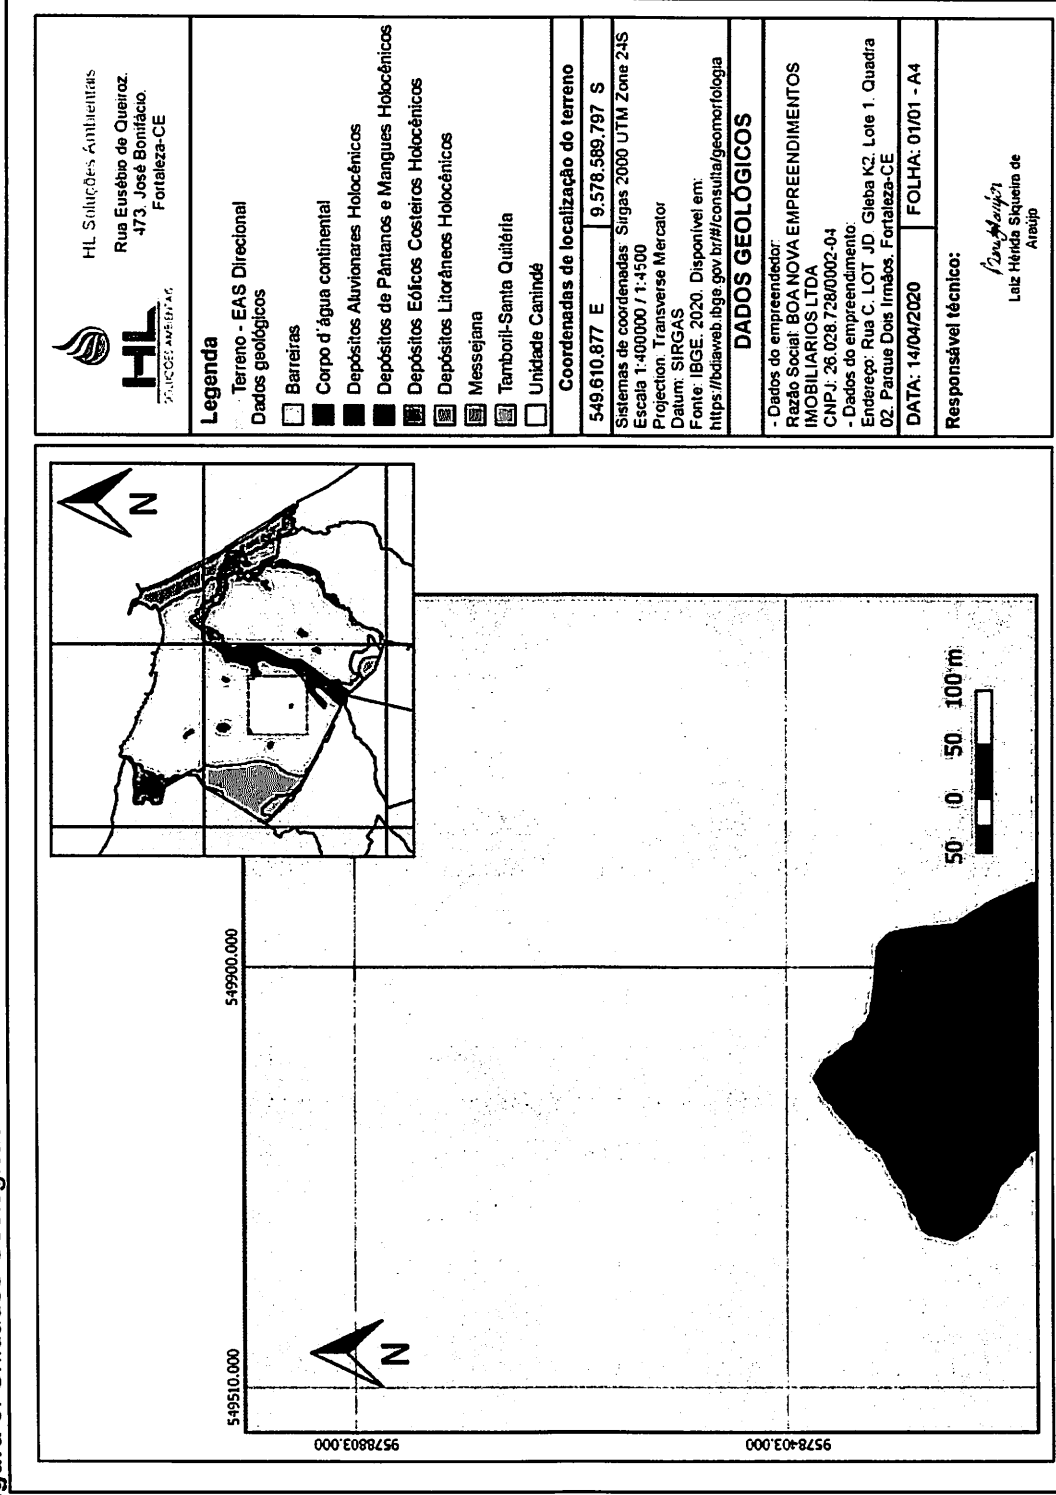 HL Soluções Ambientais
Rua Eusébio de Queiroz.
473, José Bonifácio.
Fortaleza-CE
HL
SOLUÇÕES AMBIENTAIS
Legenda
Terreno - EAS Direcional
Dados geológicos
Barreiras
Corpo d'água continental
Depósitos Aluvionares Holocênicos
Depósitos de Pântanos e Mangues Holocênicos
Depósitos Eólicos Costeiros Holocênicos
Depósitos Litorâneos Holocênicos
Messejana
Tamboril-Santa Quitéria
Unidade Canindé
Coordenadas de localização do terreno
549.610.877 E 9.578.589.797 S
Sistemas de coordenadas: Sirgas 2000 UTM Zone 24S
Escala 1:400000 / 1:4500
Projection: Transverse Mercator
Datum: SIRGAS
Fonte: IBGE. 2020. Disponível em:
https://bdiaweb.ibge.gov.br/#/consulta/geomorfologia
DADOS GEOLÓGICOS
- Dados do empreendedor:
Razão Social: BOA NOVA EMPREENDIMENTOS
IMOBILIARIOS LTDA
CNPJ: 26.028.728/0002-04
- Dados do empreendimento:
Endereço: Rua C. LOT JD. Gleba K2. Lote 1. Quadra
02. Parque Dois Irmãos. Fortaleza-CE
DATA: 14/04/2020 FOLHA: 01/01 - A4
Responsável técnico:
Laiz Hérida Siqueira de
Araújo
N
N
549510.000
549900.000
9578803.000
9578403.000
50 0 50 100 m